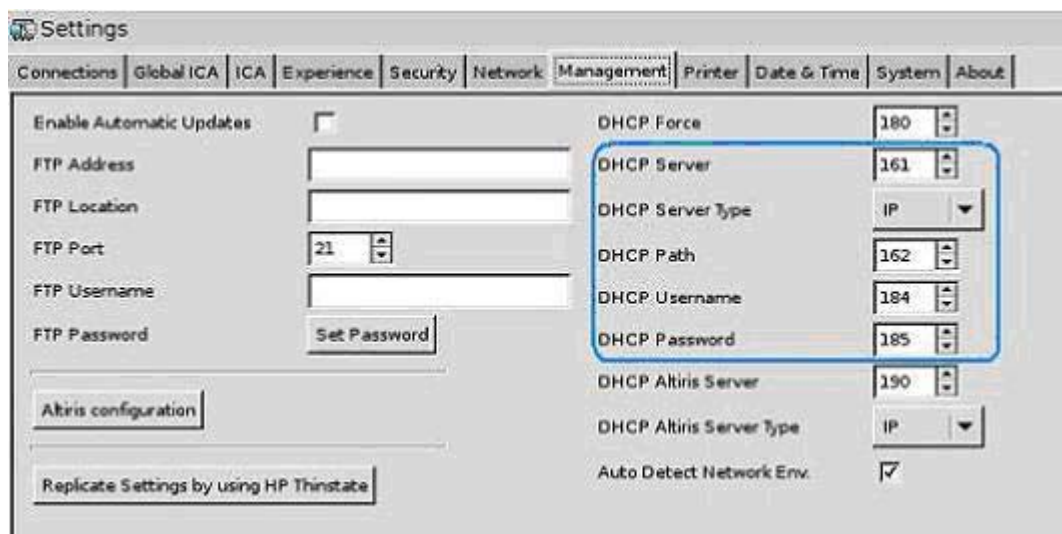 Settings
Connections Global ICA ICA Experience Security Network Management Printer Date & Time System About
Enable Automatic Updates
FTP Address
FTP Location
FTP Port 21
FTP Username
FTP Password Set Password
Altiris configuration
Replicate Settings by using HP Thinstate
DHCP Force 180
DHCP Server 161
DHCP Server Type IP
DHCP Path 162
DHCP Username 184
DHCP Password 185
DHCP Altiris Server 190
DHCP Altiris Server Type IP
Auto Detect Network Env.